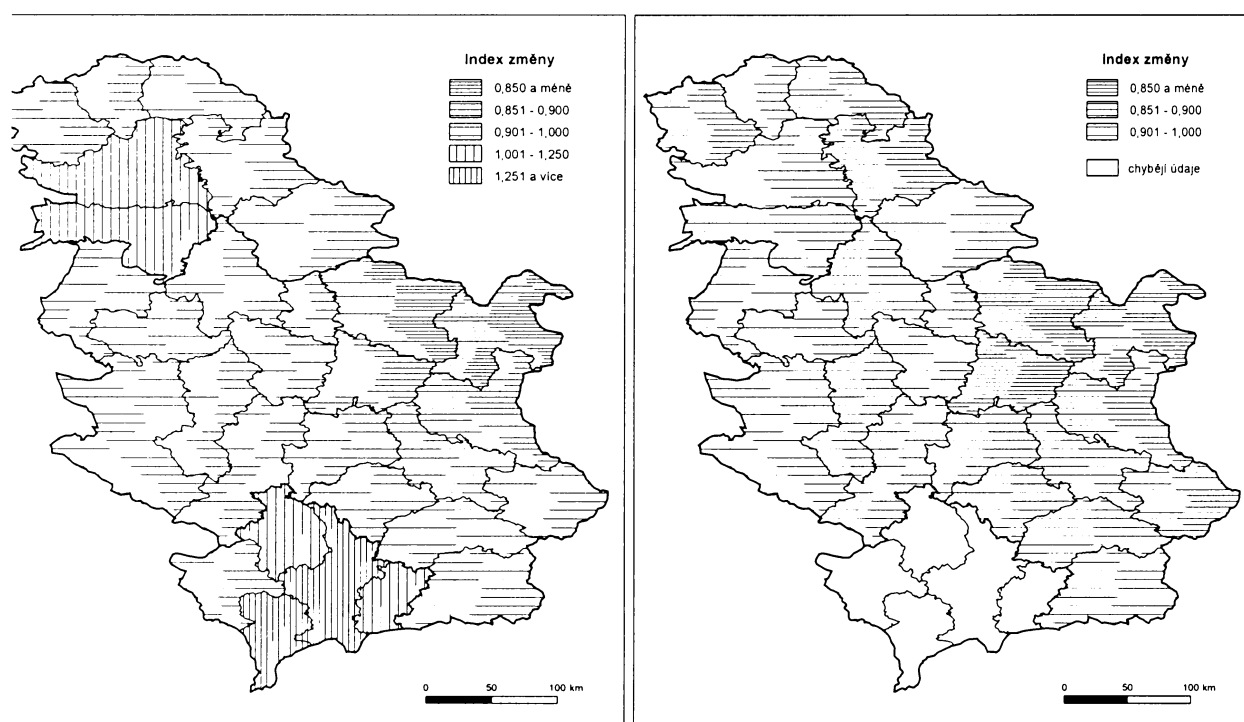 Index změny
0,850 a méně
0,851 - 0,900
0,901 - 1,000
1,001 - 1,250
1,251 a více
0 50 100 km
Index změny
0,850 a méně
0,851 - 0,900
0,901 - 1,000
chybějí údaje
0 50 100 km